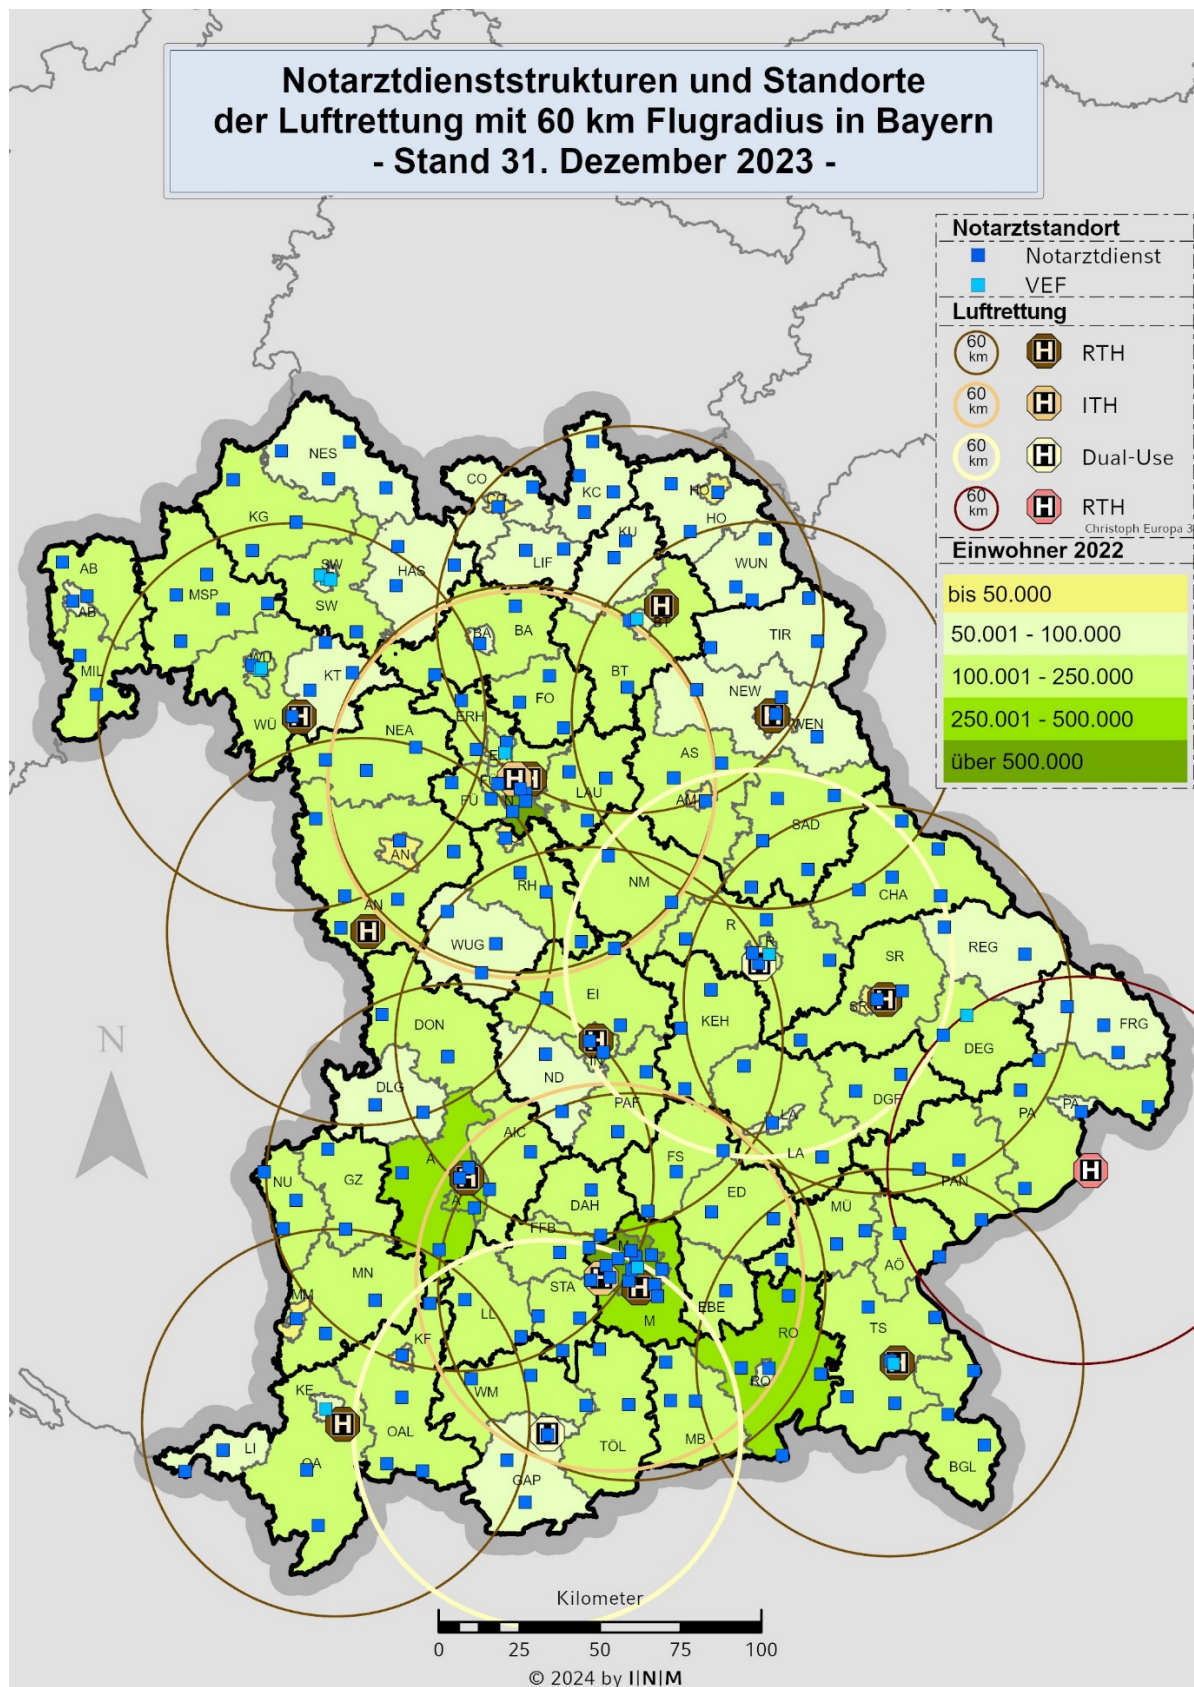 Notarztdienststrukturen und Standorte
der Luftrettung mit 60 km Flugradius in Bayern
- Stand 31. Dezember 2023 -
Notarztstandort
Notarztdienst
VEF
Luftrettung
60 km H RTH
60 km H ITH
60 km H Dual-Use
60 km H RTH
Christoph Europa 3
Einwohner 2022
bis 50.000
50.001 - 100.000
100.001 - 250.000
250.001 - 500.000
über 500.000
NES
CO
CO
KC
HO
HO
KG
KU
LIF
WUN
HAS
SW
SW
AB
AB
MSP
MIL
BA
BA
BT
H
BT
TIR
WÜ
KT
WÜ
H
FO
NEW
H
WEN
ERH
NEA
E
AS
FÜ
H
H
N
LAU
AM
SAD
AN
AN
H
RH
NM
CHA
WUG
R
R
H
REG
SR
SR
H
EI
KEH
DON
H
IN
DEG
FRG
N
ND
DLG
PAF
DGF
PA
PA
LA
LA
AIC
A
H
A
FS
H
PAN
NU
GZ
DAH
ED
MÜ
FFB
M
AÖ
MN
STA
H
H
M
EBE
MM
LL
RO
RO
TS
H
KF
KE
H
WM
OAL
H
TÖL
MB
LI
OA
GAP
BGL
Kilometer
0 25 50 75 100
© 2024 by I|N|M